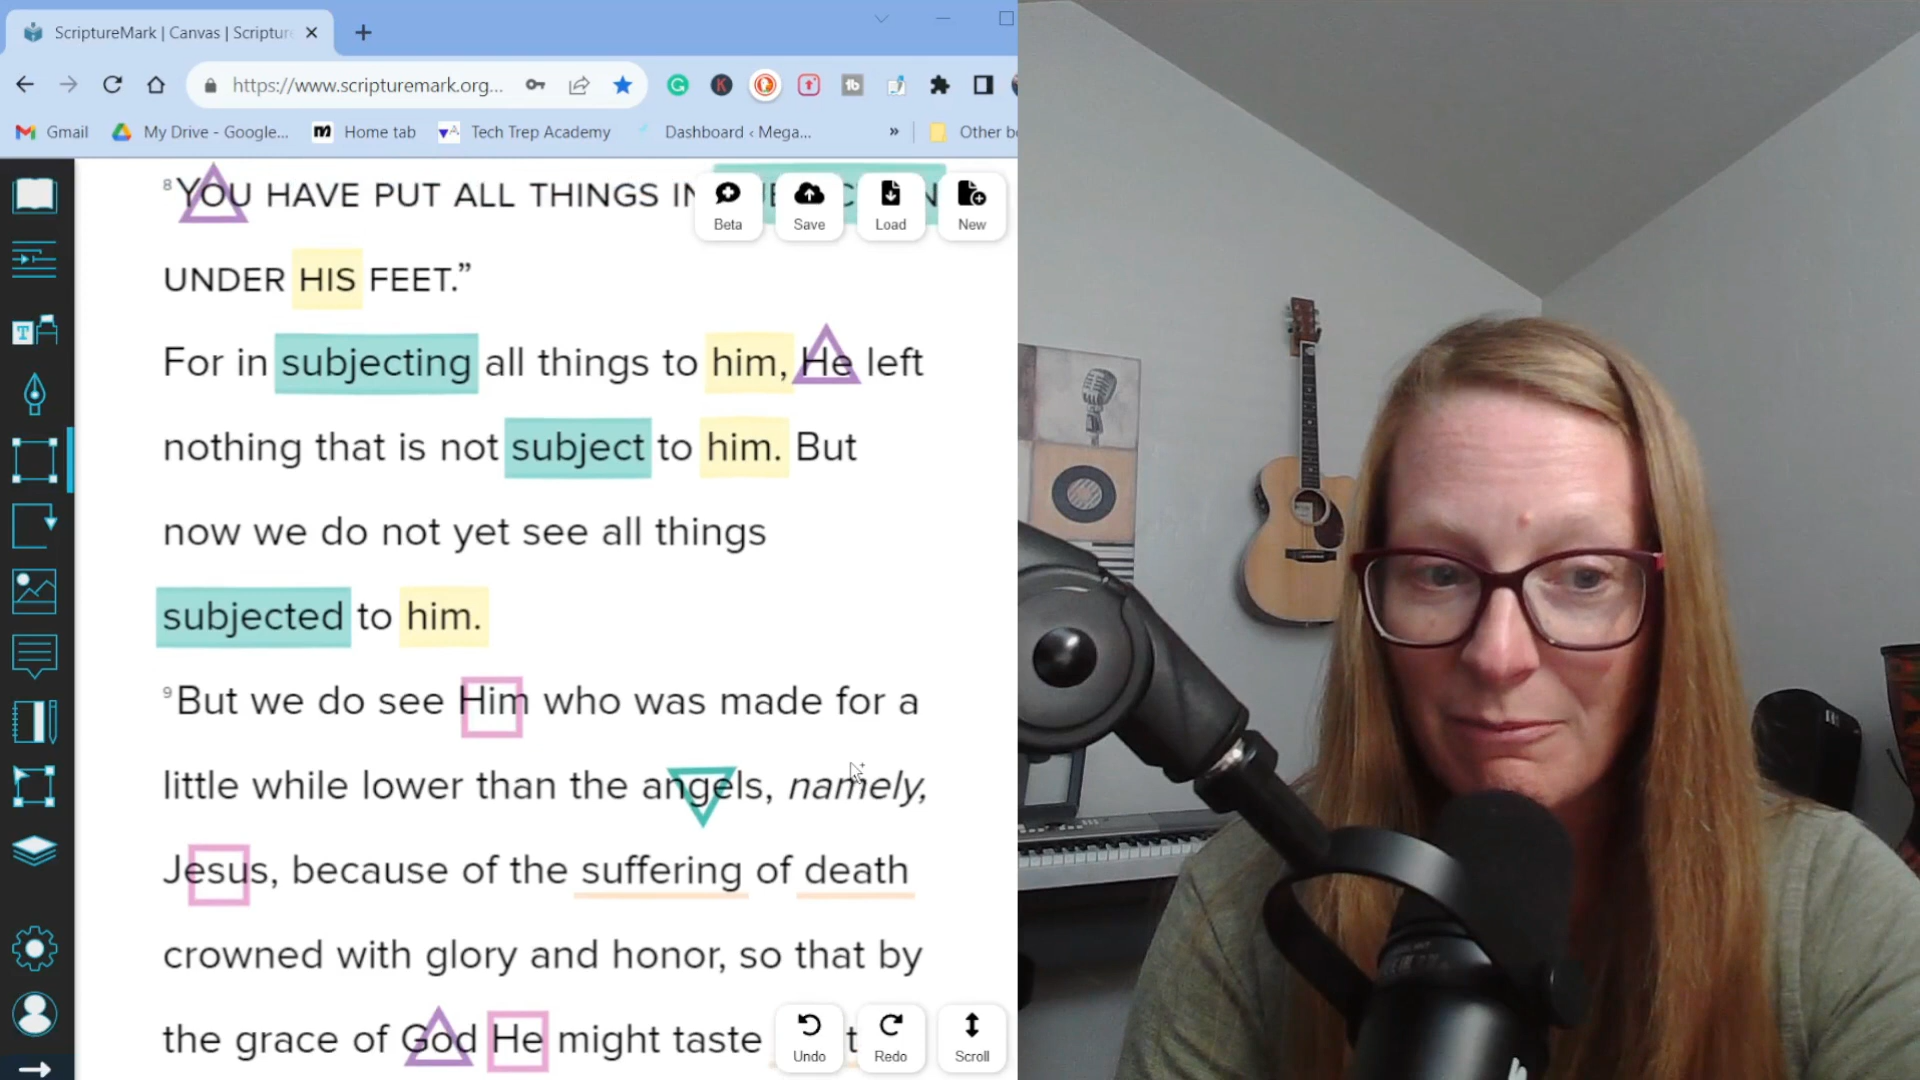 ScriptureMark | Canvas | Scriptur
https://www.scripturemark.org...
Gmail
My Drive - Google...
Home tab
Tech Trep Academy
Dashboard ‹ Mega...
»
Other b
8 YOU HAVE PUT ALL THINGS IN
Beta
Save
Load
New
UNDER HIS FEET.”
For in subjecting all things to him, He left
nothing that is not subject to him. But
now we do not yet see all things
subjected to him.
9 But we do see Him who was made for a
little while lower than the angels, namely,
Jesus, because of the suffering of death
crowned with glory and honor, so that by
the grace of God He might taste
Undo
Redo
Scroll